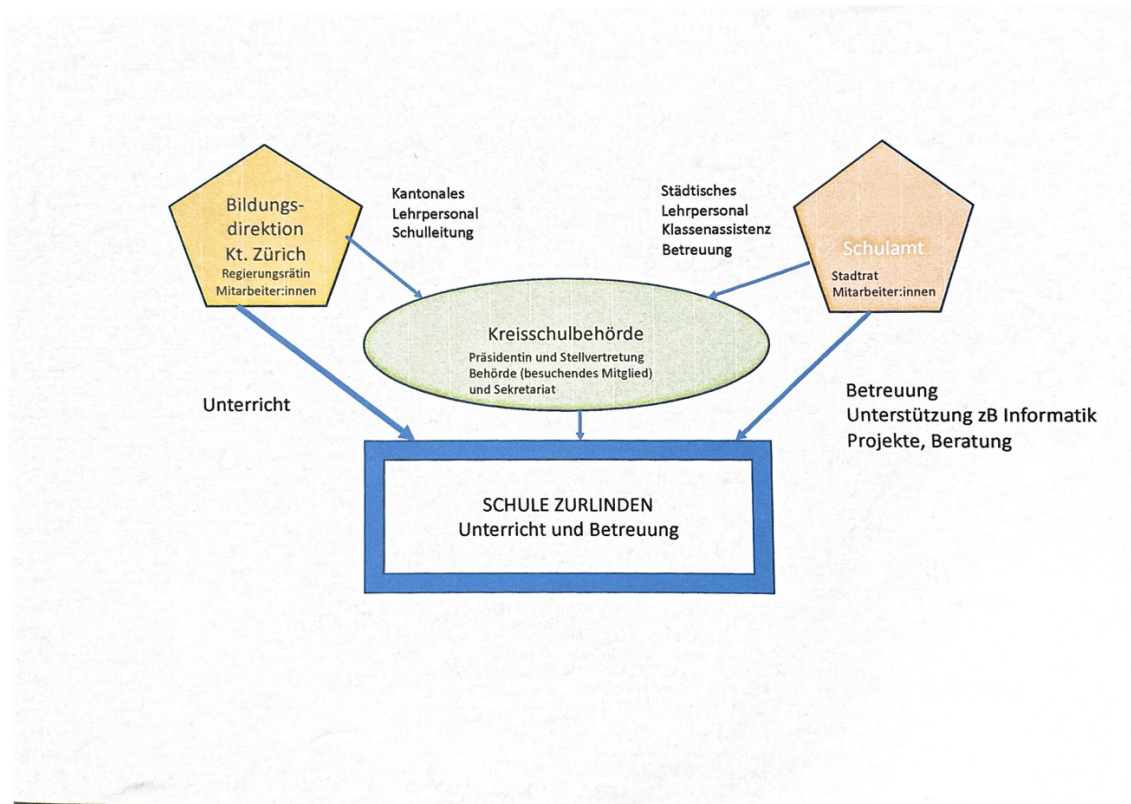 Bildungs-
direktion
Kt. Zürich
Regierungsrätin
Mitarbeiter:innen
Kantonales
Lehrpersonal
Schulleitung
Städtisches
Lehrpersonal
Klassenassistenz
Betreuung
Schulamt
Stadtrat
Mitarbeiter:innen
Kreisschulbehörde
Präsidentin und Stellvertretung
Behörde (besuchendes Mitglied)
und Sekretariat
Unterricht
Betreuung
Unterstützung zB Informatik
Projekte, Beratung
SCHULE ZURLINDEN
Unterricht und Betreuung